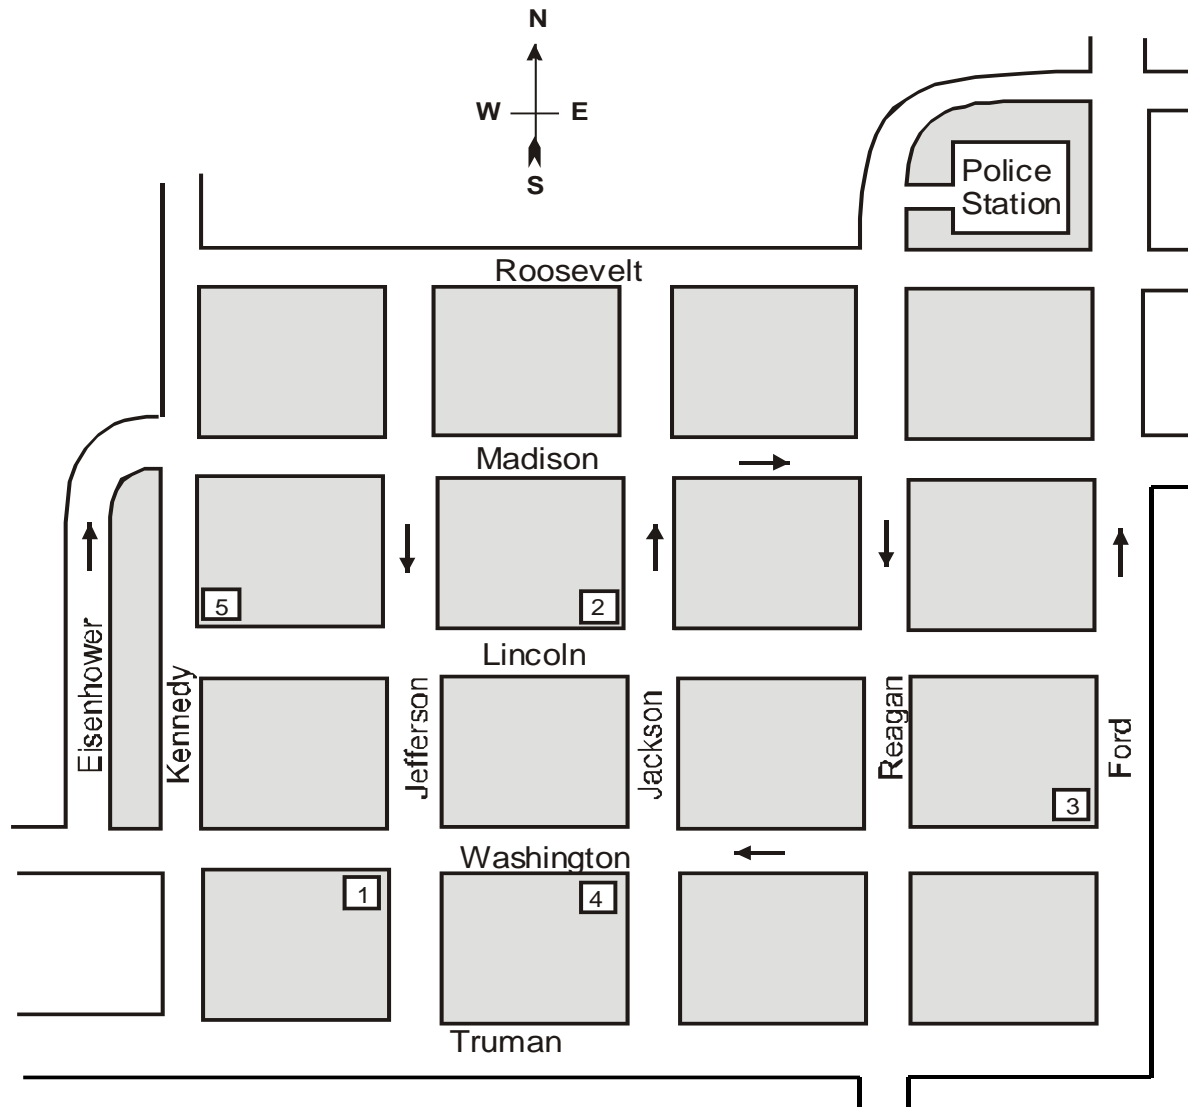 N
W E
S
Police
Station
Roosevelt
Madison
5
2
Lincoln
Eisenhower
Kennedy
Jefferson
Jackson
Reagan
Ford
3
Washington
1
4
Truman